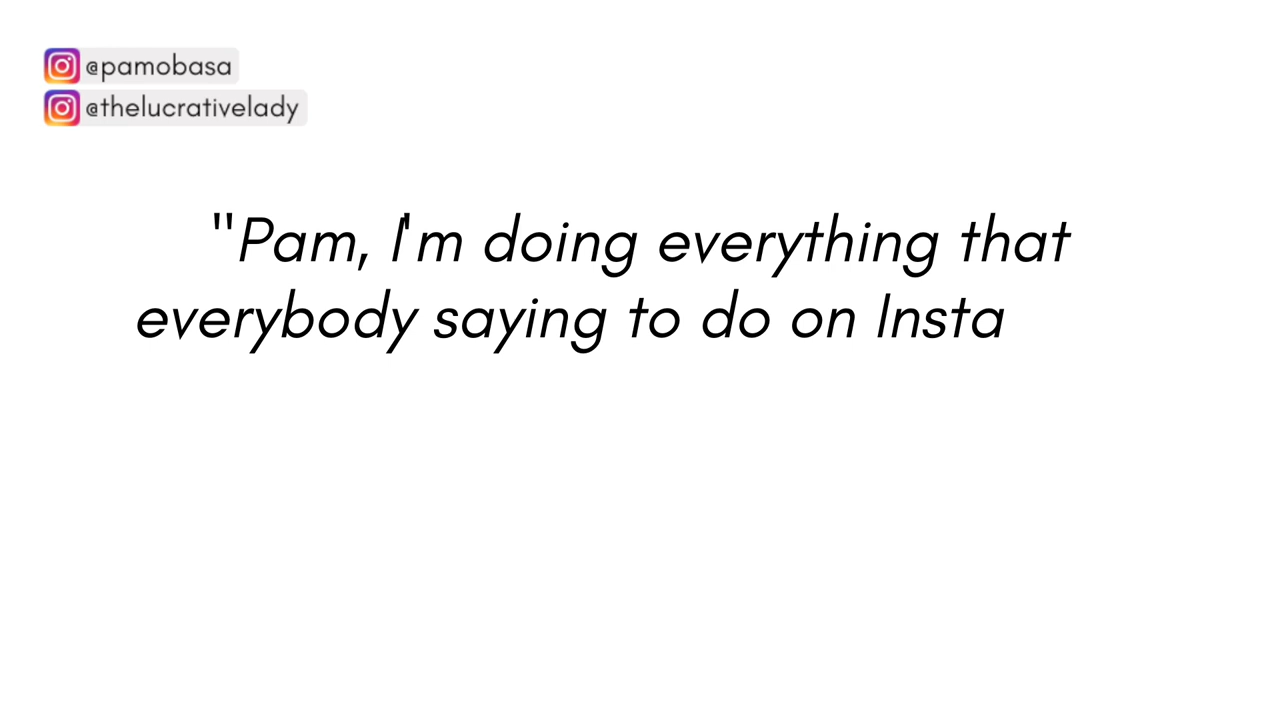 @pamobasa
@thelucrativelady
"Pam, I'm doing everything that
everybody saying to do on Insta